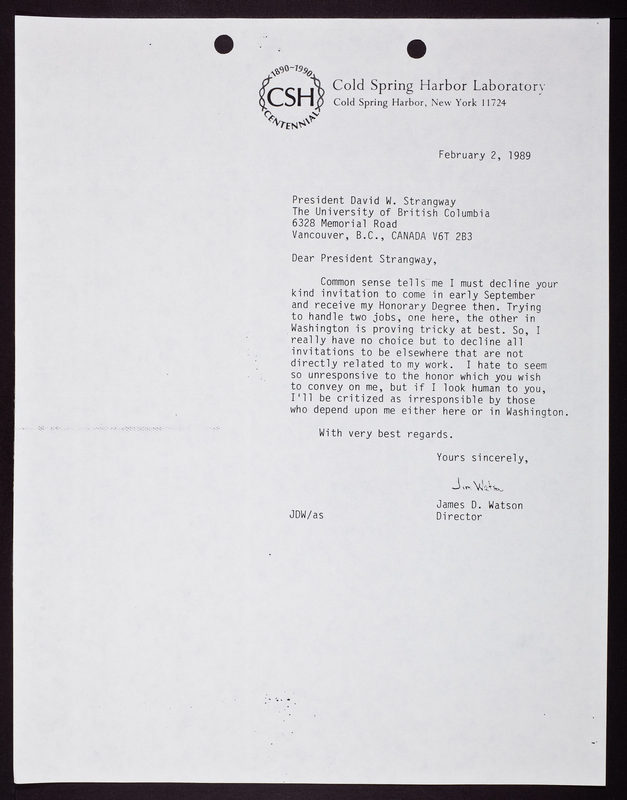 1890-1990
CSH
CENTENNIAL
Cold Spring Harbor Laboratory
Cold Spring Harbor, New York 11724
February 2, 1989
President David W. Strangway
The University of British Columbia
6328 Memorial Road
Vancouver, B.C., CANADA V6T 2B3
Dear President Strangway,
Common sense tells me I must decline your
kind invitation to come in early September
and receive my Honorary Degree then. Trying
to handle two jobs, one here, the other in
Washington is proving tricky at best. So, I
really have no choice but to decline all
invitations to be elsewhere that are not
directly related to my work. I hate to seem
so unresponsive to the honor which you wish
to convey on me, but if I look human to you,
I'll be critized as irresponsible by those
who depend upon me either here or in Washington.
With very best regards.
Yours sincerely,
Jim Watson
James D. Watson
JDW/as Director